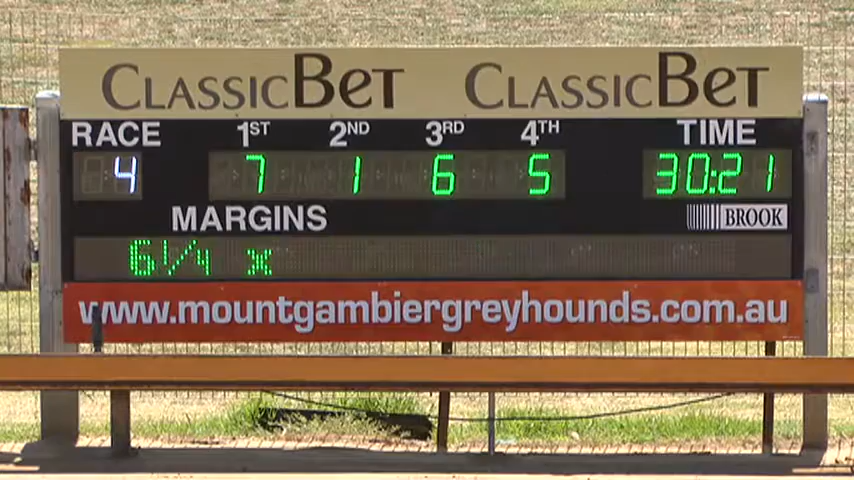 CLASSICBET CLASSICBET
RACE 1ST 2ND 3RD 4TH TIME
4 7 1 6 5 30:21
MARGINS BROOK
6 1/4 x
www.mountgambiergreyhounds.com.au